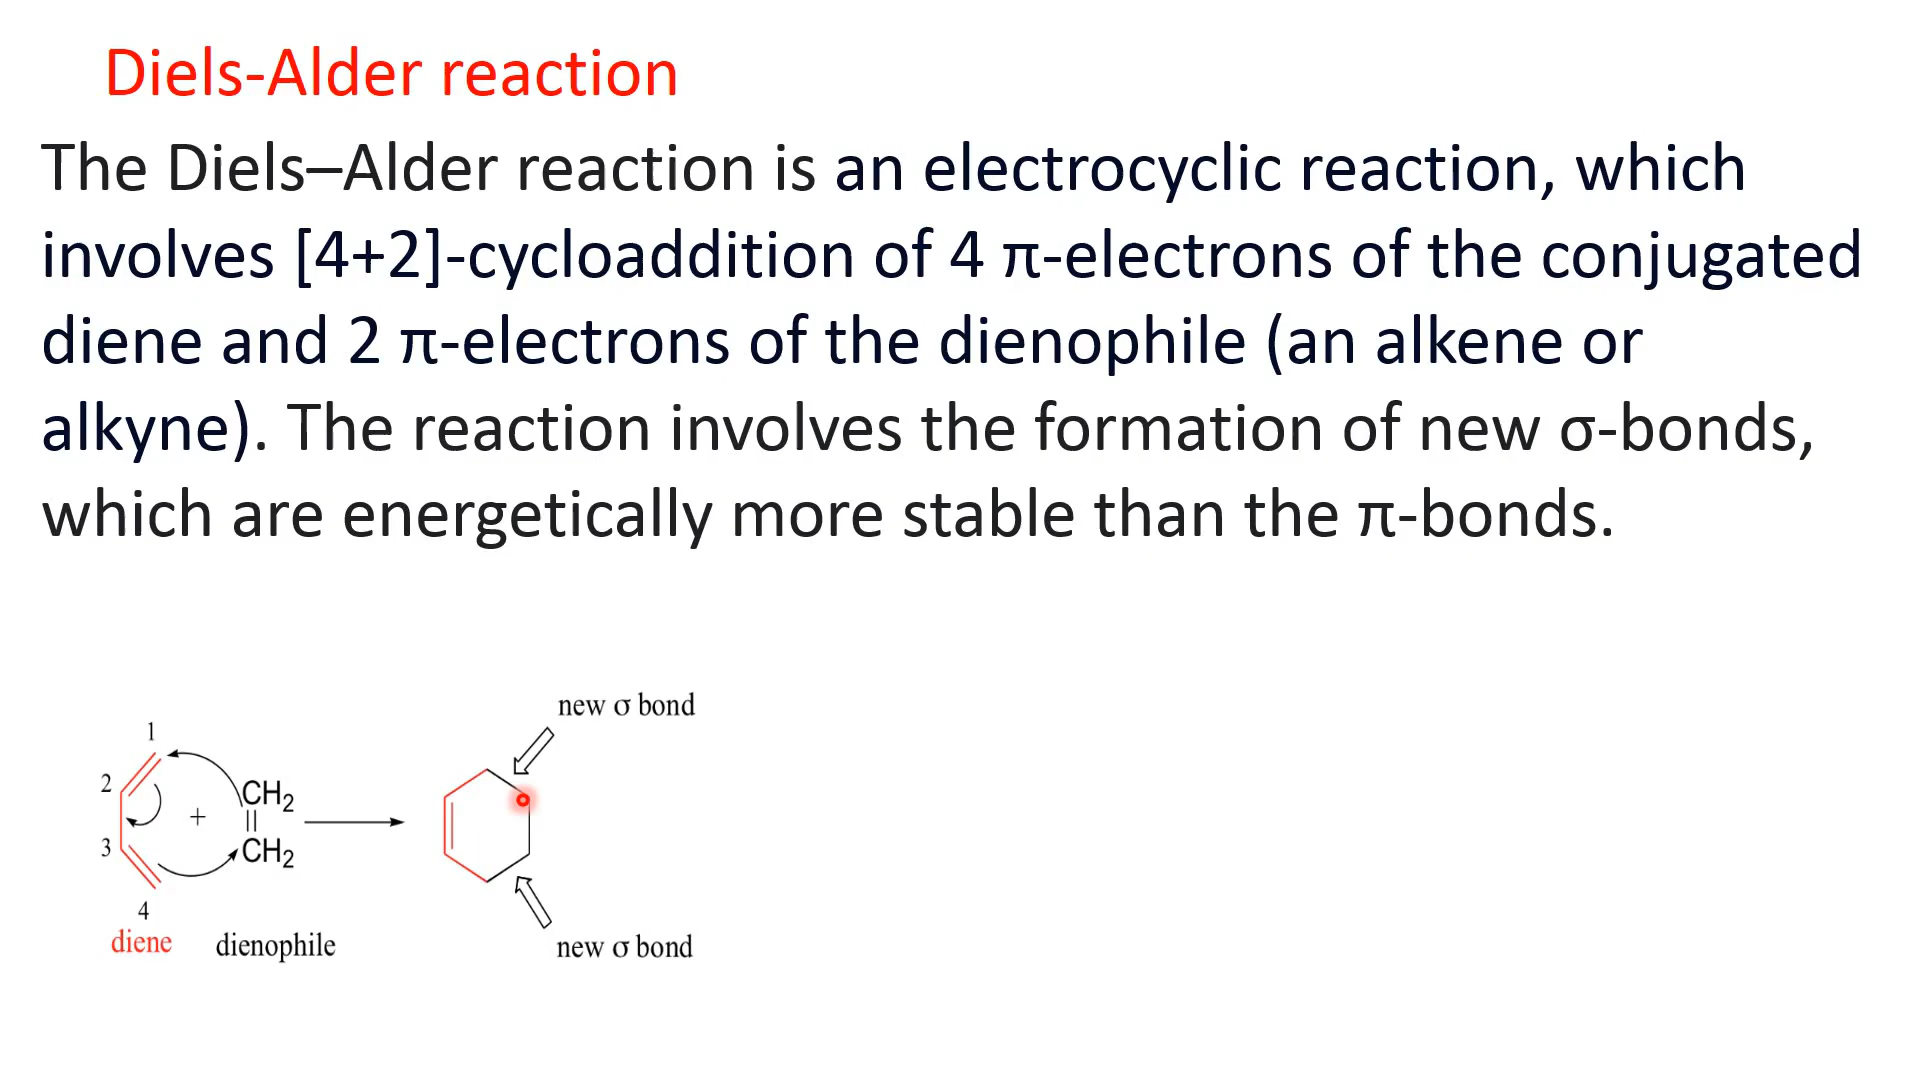 Diels-Alder reaction
The Diels–Alder reaction is an electrocyclic reaction, which
involves [4+2]-cycloaddition of 4 π-electrons of the conjugated
diene and 2 π-electrons of the dienophile (an alkene or
alkyne). The reaction involves the formation of new σ-bonds,
which are energetically more stable than the π-bonds.
new σ bond
1
2
CH₂
+
3
CH₂
4
diene
dienophile
new σ bond